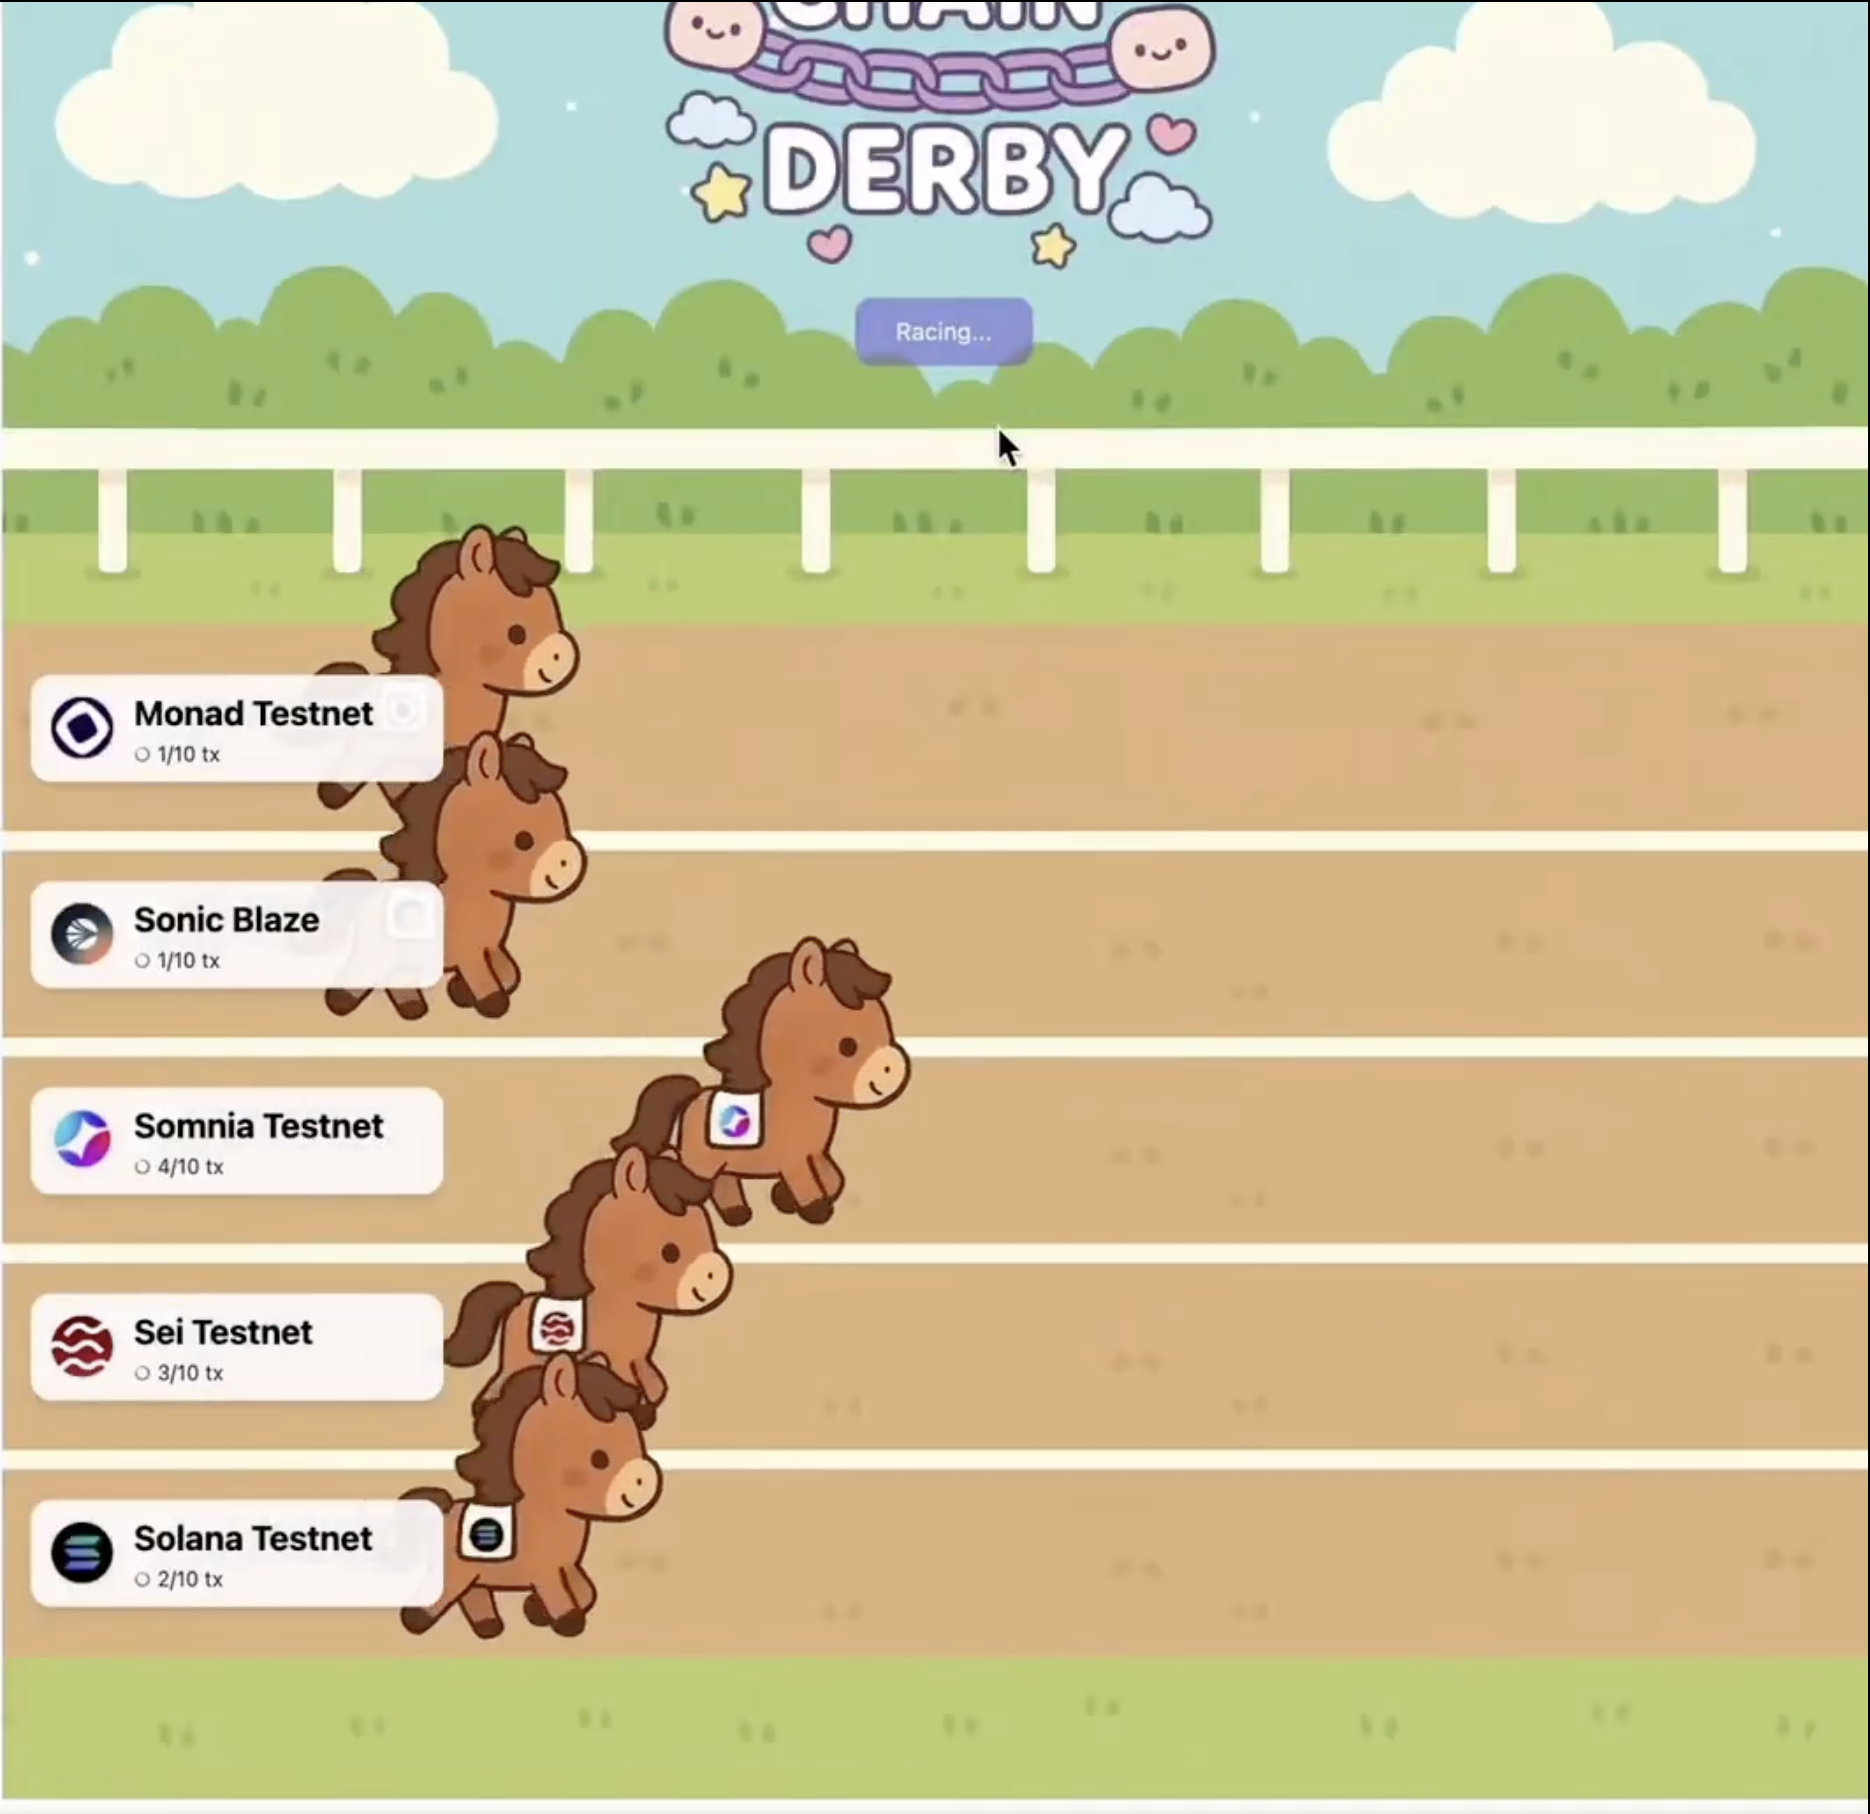 CHAIN
DERBY
Racing...
Monad Testnet
1/10 tx
Sonic Blaze
1/10 tx
Somnia Testnet
4/10 tx
Sei Testnet
3/10 tx
Solana Testnet
2/10 tx